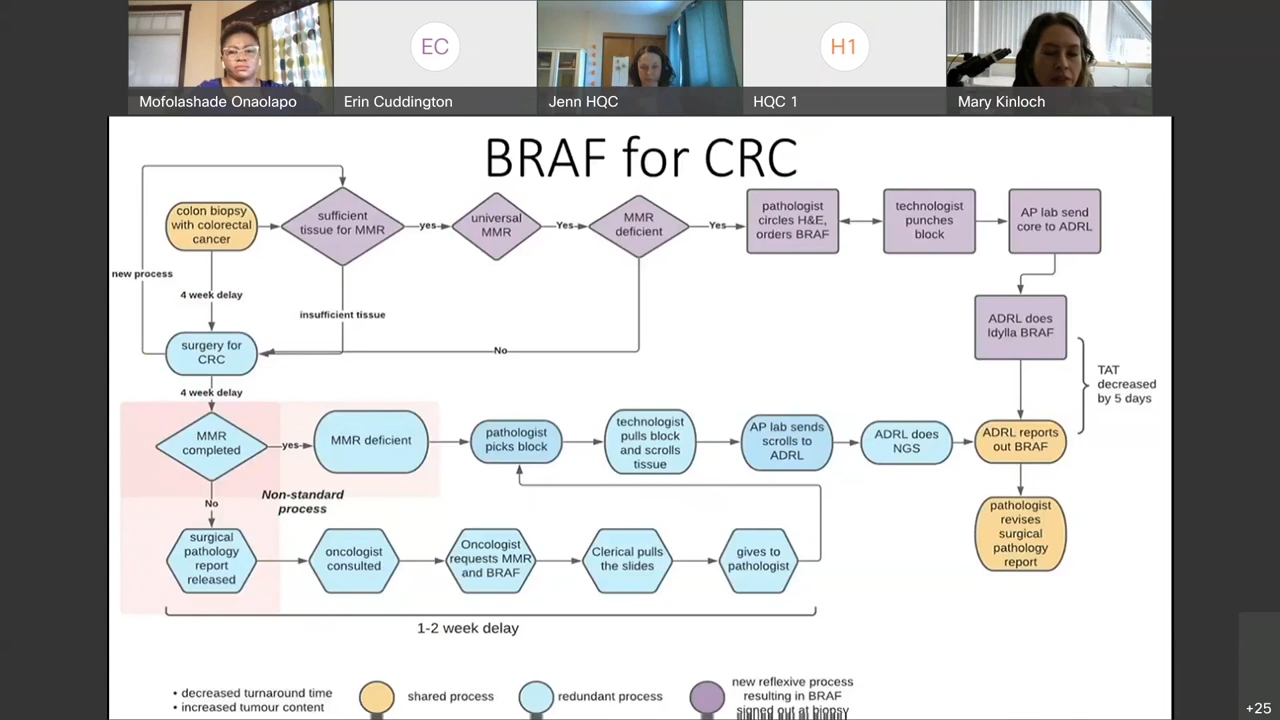 EC
H1
Mofolashade Onaolapo
Erin Cuddington
Jenn HQC
HQC 1
Mary Kinloch
BRAF for CRC
colon biopsy
with colorectal
cancer
sufficient
tissue for MMR
yes
universal
MMR
Yes
MMR
deficient
Yes
pathologist
circles H&E,
orders BRAF
technologist
punches
block
AP lab send
core to ADRL
new process
4 week delay
insufficient tissue
ADRL does
Idylla BRAF
surgery for
CRC
No
TAT
decreased
by 5 days
4 week delay
MMR
completed
yes
MMR deficient
pathologist
picks block
technologist
pulls block
and scrolls
tissue
AP lab sends
scrolls to
ADRL
ADRL does
NGS
ADRL reports
out BRAF
No
Non-standard
process
surgical
pathology
report
released
oncologist
consulted
Oncologist
requests MMR
and BRAF
Clerical pulls
the slides
gives to
pathologist
pathologist
revises
surgical
pathology
report
1-2 week delay
• decreased turnaround time
• increased tumour content
shared process
redundant process
new reflexive process
resulting in BRAF
signed out at biopsy
+25